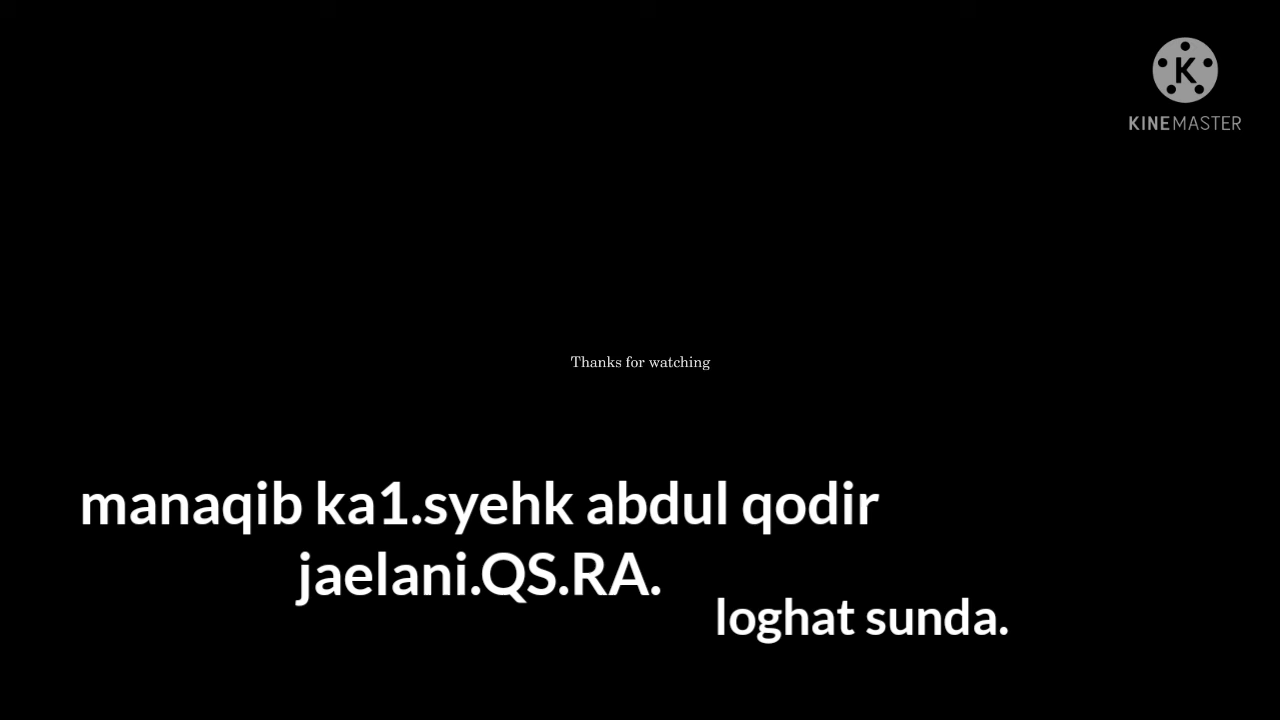 KINEMASTER
Thanks for watching
manaqib ka1.syehk abdul qodir
jaelani.QS.RA.
loghat sunda.